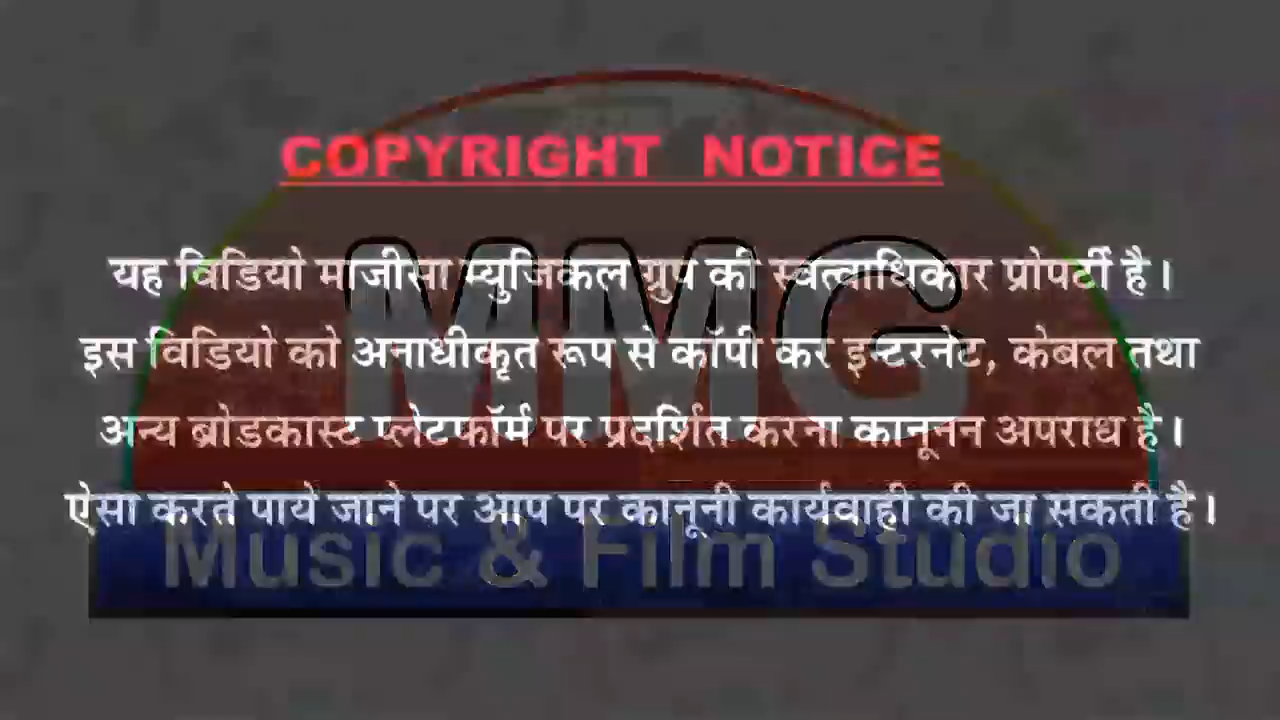 COPYRIGHT NOTICE
यह विडियो माजीसा म्युजिकल ग्रुप की स्वत्वाधिकार प्रोपर्टी है।
इस विडियो को अनाधीकृत रूप से कॉपी कर इन्टरनेट, केबल तथा
MMG
अन्य ब्रोडकास्ट प्लेटफॉर्म पर प्रदर्शित करना कानूनन अपराध है।
ऐसा करते पाये जाने पर आप पर कानूनी कार्यवाही की जा सकती है।
Music & Film Studio